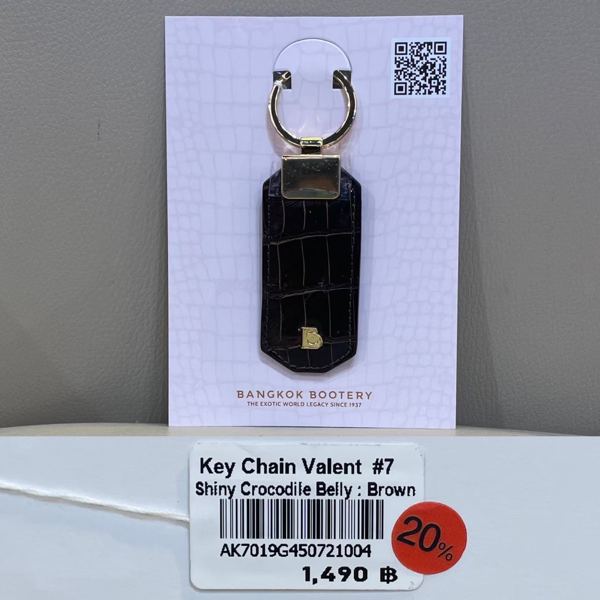 B
BANGKOK BOOTERY
THE EXOTIC WORLD LEGACY SINCE 1937
Key Chain Valent #7
Shiny Crocodile Belly : Brown
AK7019G450721004
20%
1,490 ฿